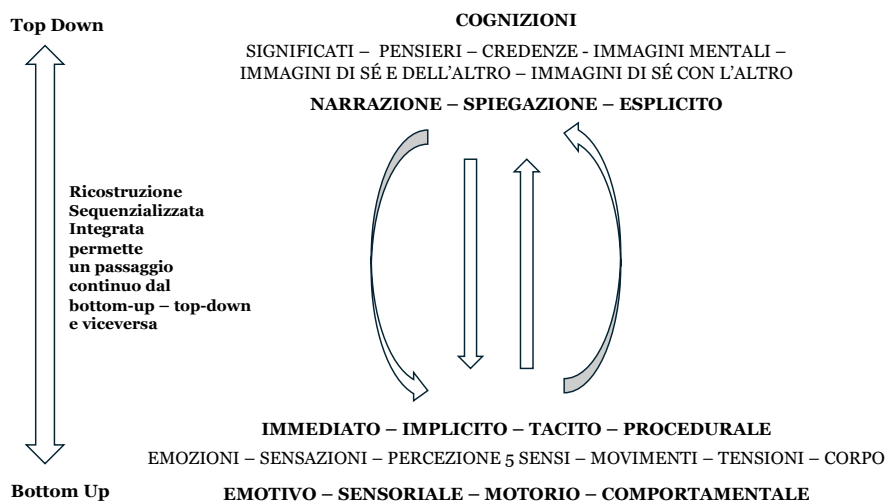 Top Down
COGNIZIONI
SIGNIFICATI – PENSIERI – CREDENZE - IMMAGINI MENTALI –
IMMAGINI DI SÉ E DELL'ALTRO – IMMAGINI DI SÉ CON L'ALTRO
NARRAZIONE – SPIEGAZIONE – ESPLICITO
Ricostruzione
Sequenzializzata
Integrata
permette
un passaggio
continuo dal
bottom-up – top-down
e viceversa
IMMEDIATO – IMPLICITO – TACITO – PROCEDURALE
EMOZIONI – SENSAZIONI – PERCEZIONE 5 SENSI – MOVIMENTI – TENSIONI – CORPO
Bottom Up
EMOTIVO – SENSORIALE – MOTORIO – COMPORTAMENTALE